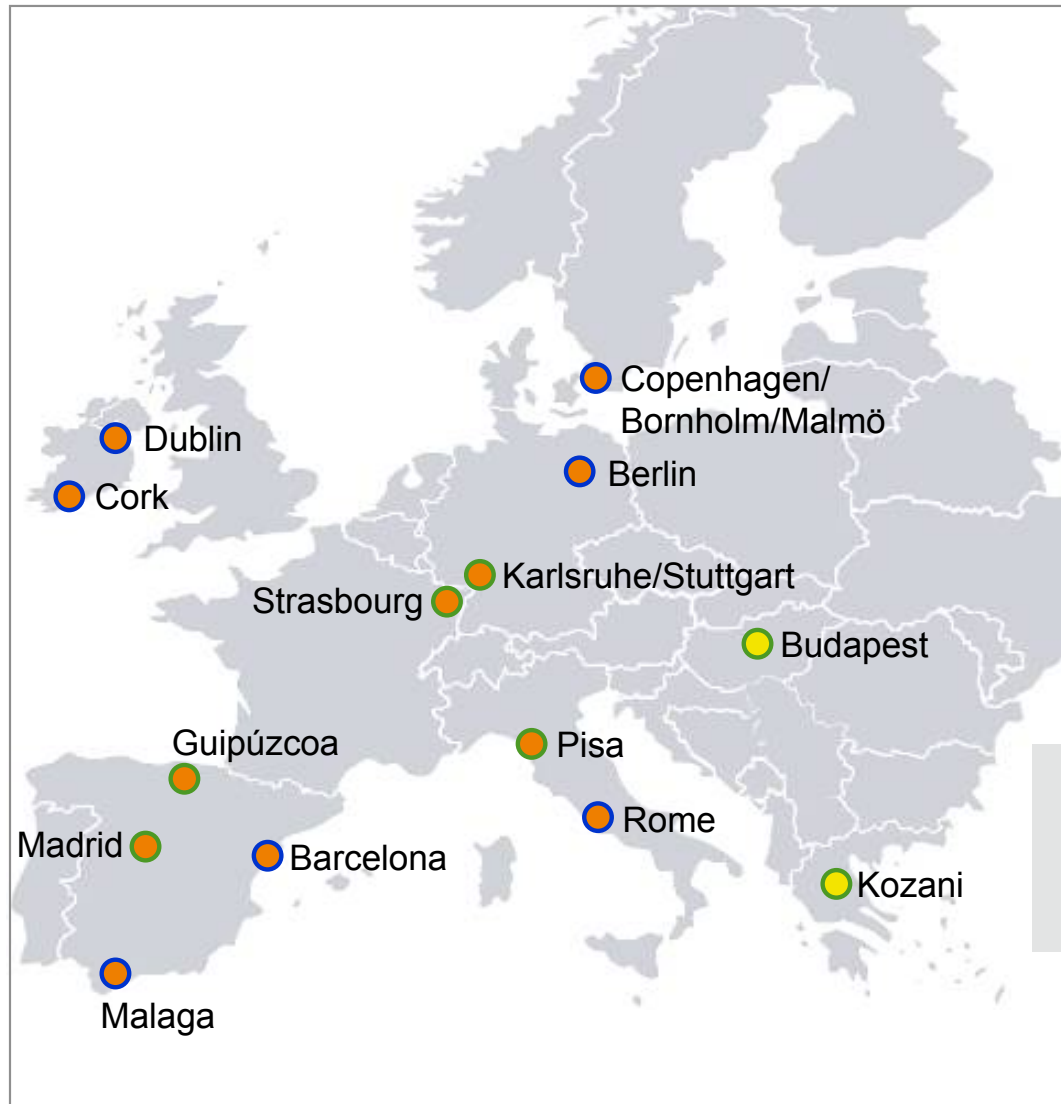 Copenhagen/
Bornholm/Malmö
Dublin
Berlin
Cork
Karlsruhe/Stuttgart
Strasbourg
Budapest
Guipúzcoa
Pisa
Rome
Madrid
Barcelona
Kozani
Malaga